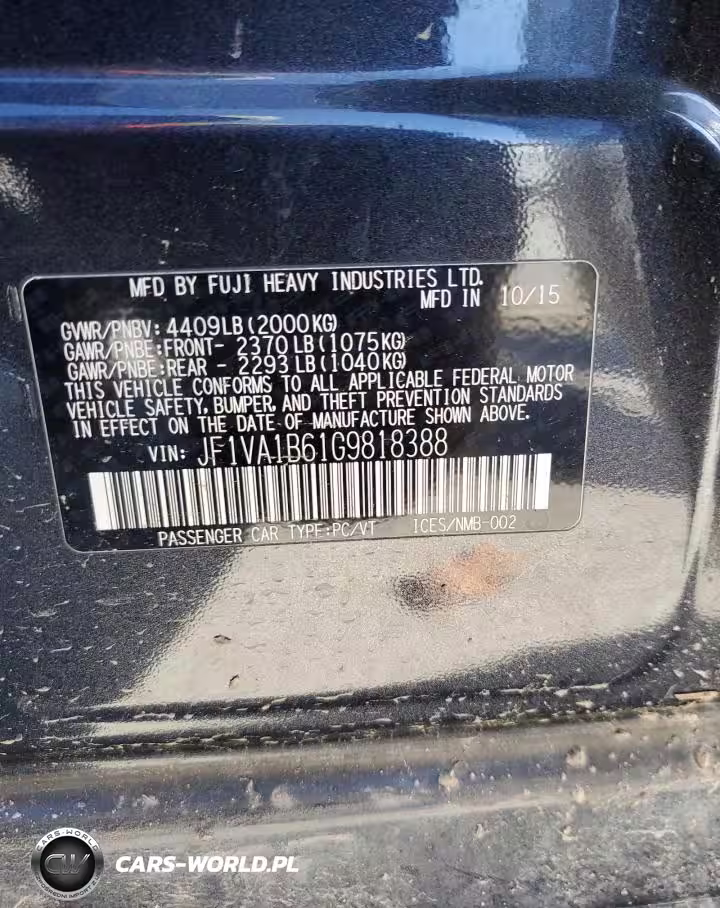 MFD BY FUJI HEAVY INDUSTRIES LTD.
MFD IN 10/15
GVWR/PNBV: 4409LB(2000KG)
GAWR/PNBE:FRONT- 2370LB(1075KG)
GAWR/PNBE:REAR - 2293LB(1040KG)
THIS VEHICLE CONFORMS TO ALL APPLICABLE FEDERAL MOTOR
VEHICLE SAFETY, BUMPER, AND THEFT PREVENTION STANDARDS
IN EFFECT ON THE DATE OF MANUFACTURE SHOWN ABOVE.
VIN: JF1VA1B61G9818388
PASSENGER CAR TYPE:PC/VT ICES/NMB-002
CARS-WORLD
CW
CARS-WORLD.PL